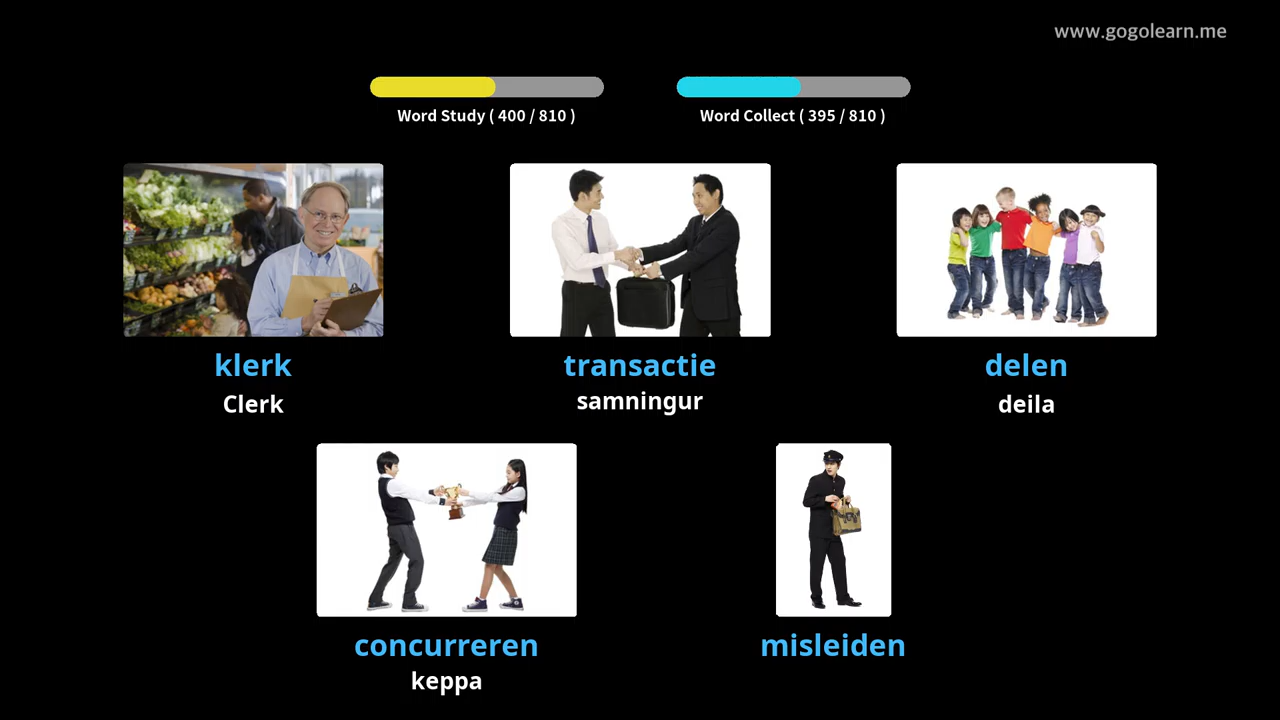 www.gogolearn.me
Word Study ( 400 / 810 )
Word Collect ( 395 / 810 )
klerk
Clerk
transactie
samningur
delen
deila
concurreren
keppa
misleiden